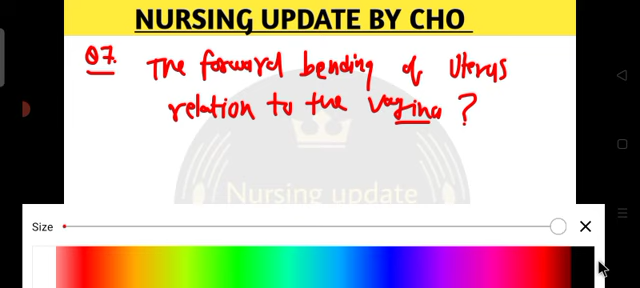 NURSING UPDATE BY CHO
Q7. The forward bending of Uterus
relation to the vagina ?
Nursing update
Size